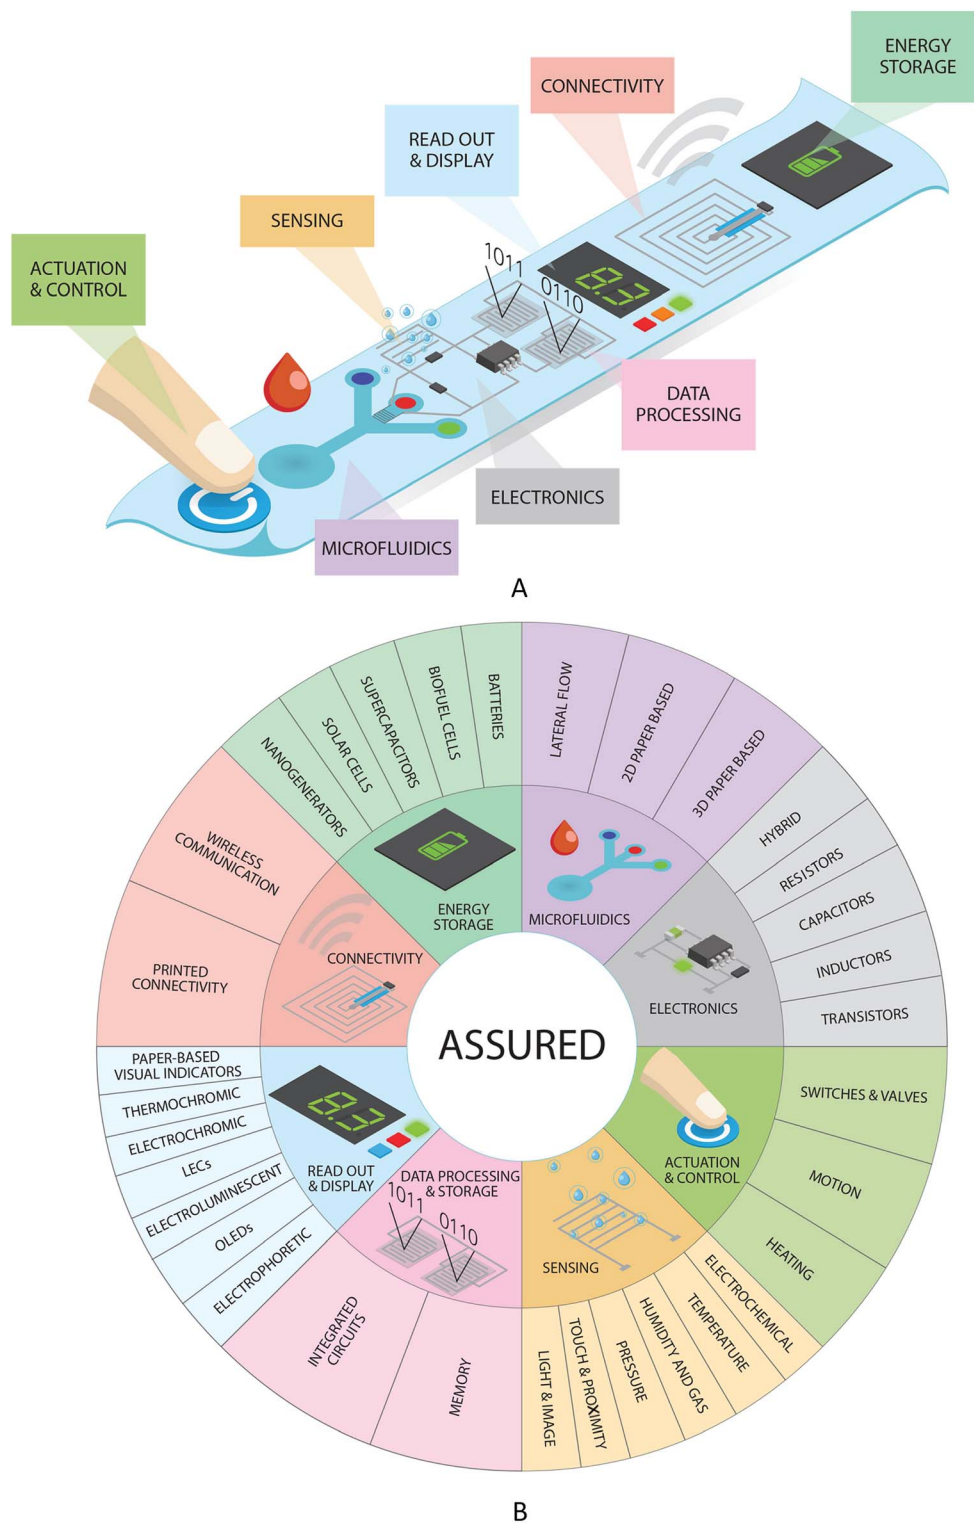 ENERGY
STORAGE
CONNECTIVITY
READ OUT
& DISPLAY
SENSING
ACTUATION
& CONTROL
1011
0110
DATA
PROCESSING
ELECTRONICS
MICROFLUIDICS
A
NANOGENERATORS
SOLAR CELLS
SUPERCAPACITORS
BIOFUEL CELLS
BATTERIES
LATERAL FLOW
2D PAPER BASED
3D PAPER BASED
HYBRID
RESISTORS
CAPACITORS
INDUCTORS
TRANSISTORS
WIRELESS
COMMUNICATION
PRINTED
CONNECTIVITY
ENERGY
STORAGE
MICROFLUIDICS
CONNECTIVITY
ELECTRONICS
ASSURED
READ OUT
& DISPLAY
DATA PROCESSING
& STORAGE
1011
0110
SENSING
ACTUATION
& CONTROL
PAPER-BASED
VISUAL INDICATORS
THERMOCHROMIC
ELECTROCHROMIC
LECs
ELECTROLUMINESCENT
OLEDs
ELECTROPHORETIC
INTEGRATED
CIRCUITS
MEMORY
LIGHT & IMAGE
TOUCH & PROXIMITY
PRESSURE
HUMIDITY AND GAS
TEMPERATURE
ELECTROCHEMICAL
HEATING
MOTION
SWITCHES & VALVES
B